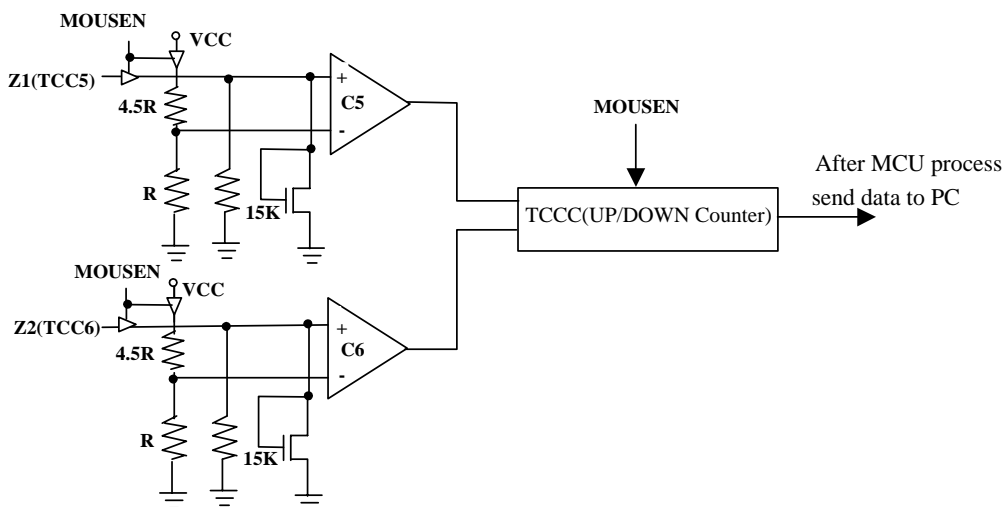 MOUSEN
VCC
Z1(TCC5)
4.5R
R
15K
+
C5
-
MOUSEN
TCCC(UP/DOWN Counter)
After MCU process
send data to PC
MOUSEN
VCC
Z2(TCC6)
4.5R
R
15K
+
C6
-